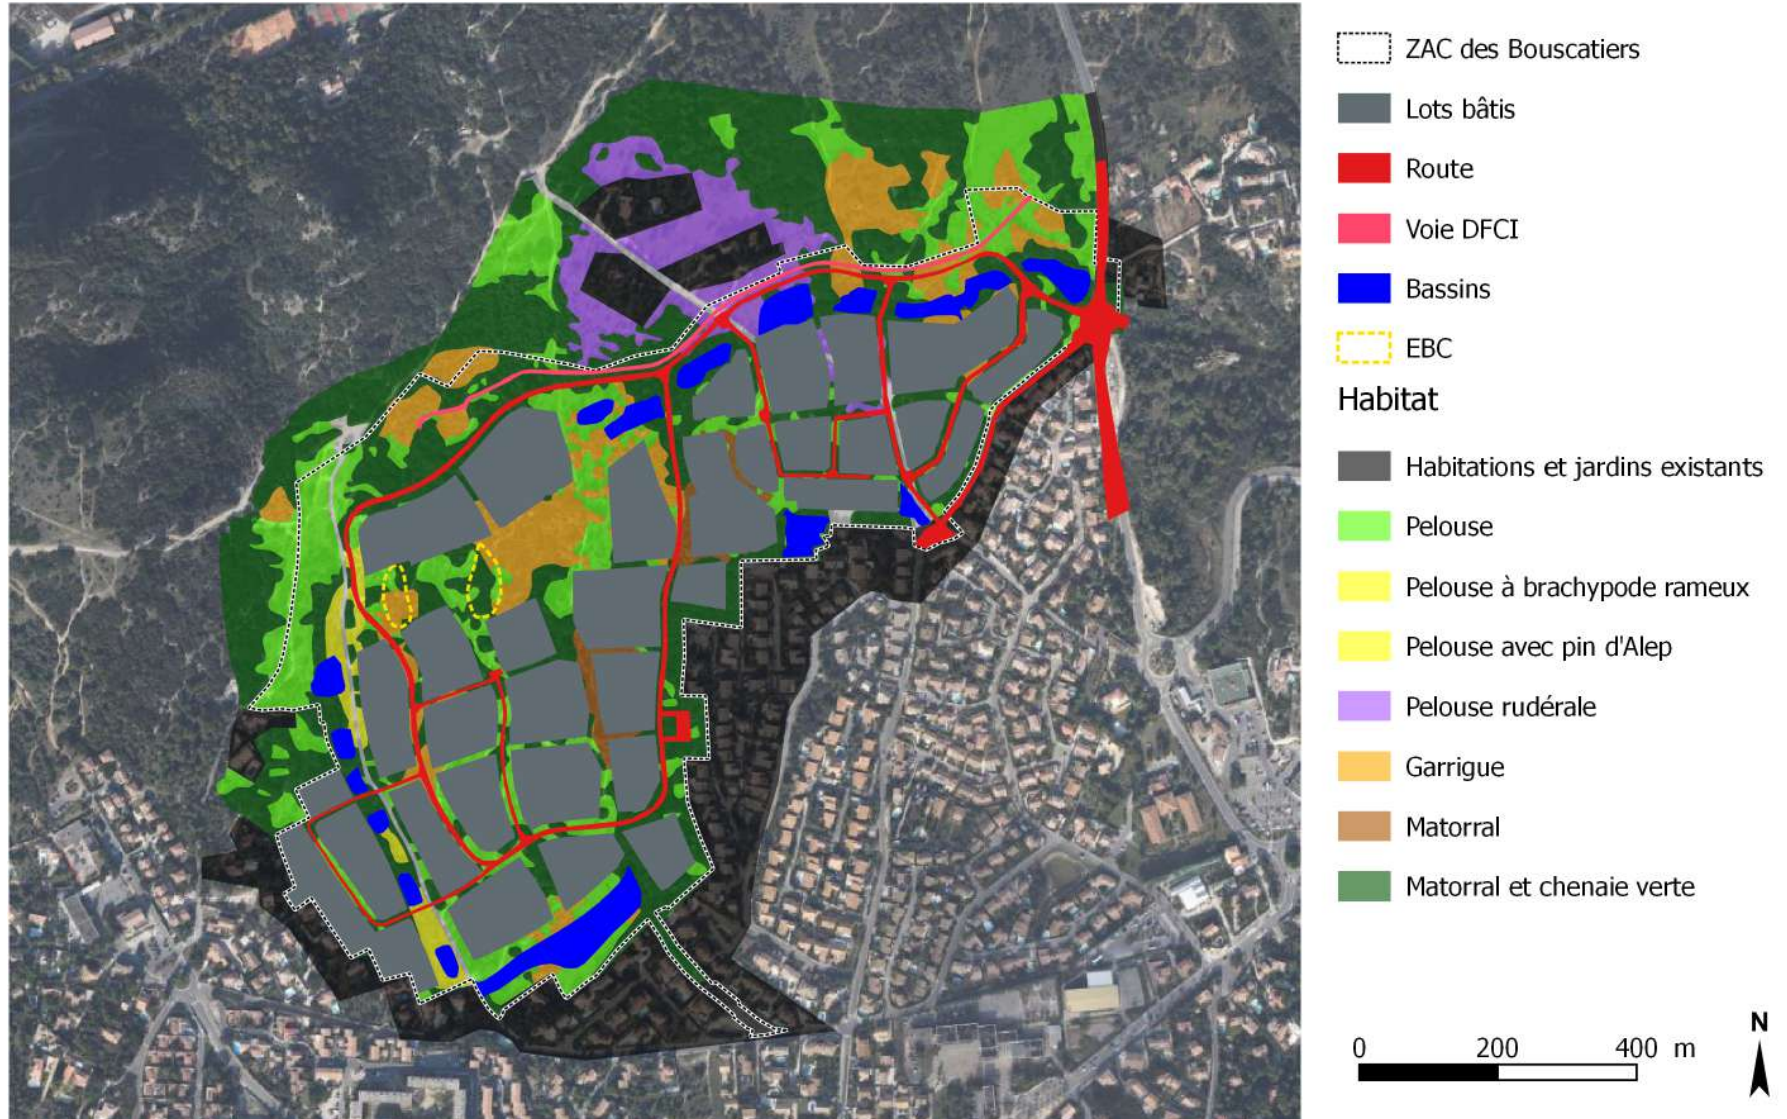 ZAC des Bouscatiers
Lots bâtis
Route
Voie DFCI
Bassins
EBC
Habitat
Habitations et jardins existants
Pelouse
Pelouse à brachypode rameux
Pelouse avec pin d'Alep
Pelouse rudérale
Garrigue
Matorral
Matorral et chenaie verte
N
0 200 400 m